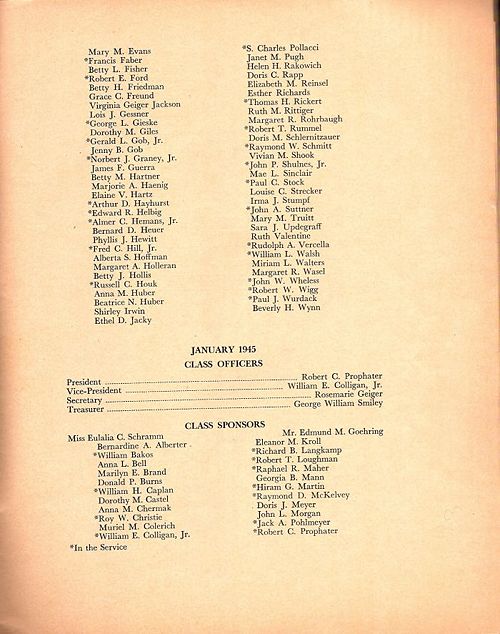 Mary M. Evans
*Francis Faber
Betty L. Fisher
*Robert E. Ford
Betty H. Friedman
Grace C. Freund
Virginia Geiger Jackson
Lois J. Gessner
*George L. Gieske
Dorothy M. Giles
*Gerald L. Gob, Jr.
Jenny B. Gob
*Norbert J. Graney, Jr.
James F. Guerra
Betty M. Hartner
Marjorie A. Haenig
Elaine V. Hartz
*Arthur D. Hayhurst
*Edward R. Helbig
*Almer C. Hemans, Jr.
Bernard D. Heuer
Phyllis J. Hewitt
*Fred C. Hill, Jr.
Alberta S. Hoffman
Margaret A. Holleran
Betty J. Hollis
*Russell C. Houk
Anna M. Huber
Beatrice N. Huber
Shirley Irwin
Ethel D. Jacky
*S. Charles Pollacci
Janet M. Pugh
Helen H. Rakowich
Doris C. Rapp
Elizabeth M. Reinsel
Esther Richards
*Thomas H. Rickert
Ruth M. Rittiger
Margaret R. Rohrbaugh
*Robert T. Rummel
Doris M. Schlernitzauer
*Raymond W. Schmitt
Vivian M. Shook
*John P. Shulnes, Jr.
Mae L. Sinclair
*Paul C. Stock
Louise C. Strecker
Irma J. Stumpf
*John A. Suttner
Mary M. Truitt
Sara J. Updegraff
Ruth Valentine
*Rudolph A. Vercella
*William L. Walsh
Miriam L. Walters
Margaret R. Wasel
*John W. Wheless
*Robert W. Wigg
*Paul J. Wurdack
Beverly H. Wynn
JANUARY 1945
CLASS OFFICERS
President ........ Robert C. Prophater
Vice-President ........ William E. Colligan, Jr.
Secretary ........ Rosemarie Geiger
Treasurer ........ George William Smiley
CLASS SPONSORS
Miss Eulalia C. Schramm
Bernardine A. Alberter
*William Bakos
Anna L. Bell
Marilyn E. Brand
Donald P. Burns
*William H. Caplan
Dorothy M. Castel
Anna M. Chermak
*Roy W. Christie
Muriel M. Colerich
*William E. Colligan, Jr.
Mr. Edmund M. Goehring
Eleanor M. Kroll
*Richard B. Langkamp
*Robert T. Loughman
*Raphael R. Maher
Georgia B. Mann
*Hiram G. Martin
*Raymond D. McKelvey
Doris J. Meyer
John L. Morgan
*Jack A. Pohlmeyer
*Robert C. Prophater
*In the Service